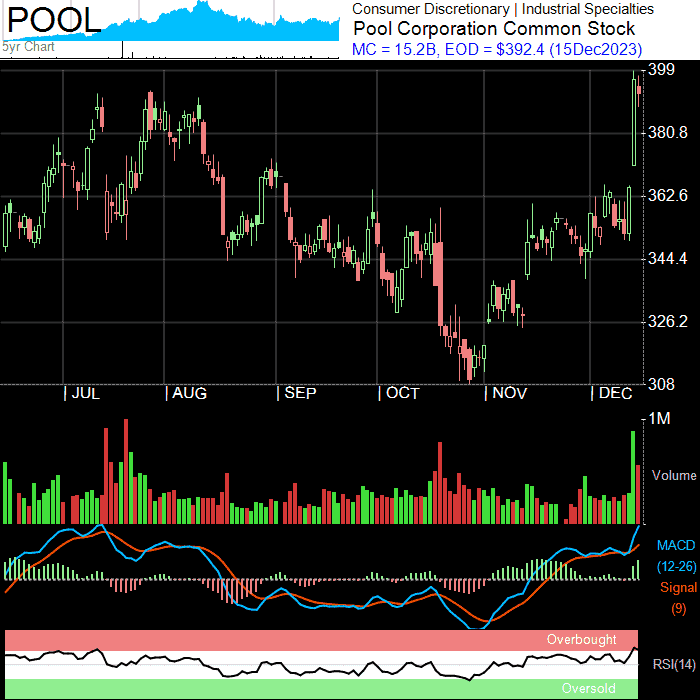 POOL
5yr Chart
Consumer Discretionary | Industrial Specialties
Pool Corporation Common Stock
MC = 15.2B, EOD = $392.4 (15Dec2023)
399
380.8
362.6
344.4
326.2
308
| JUL | AUG | SEP | OCT | NOV | DEC
1M
Volume
MACD
(12-26)
Signal
(9)
Overbought
RSI(14)
Oversold